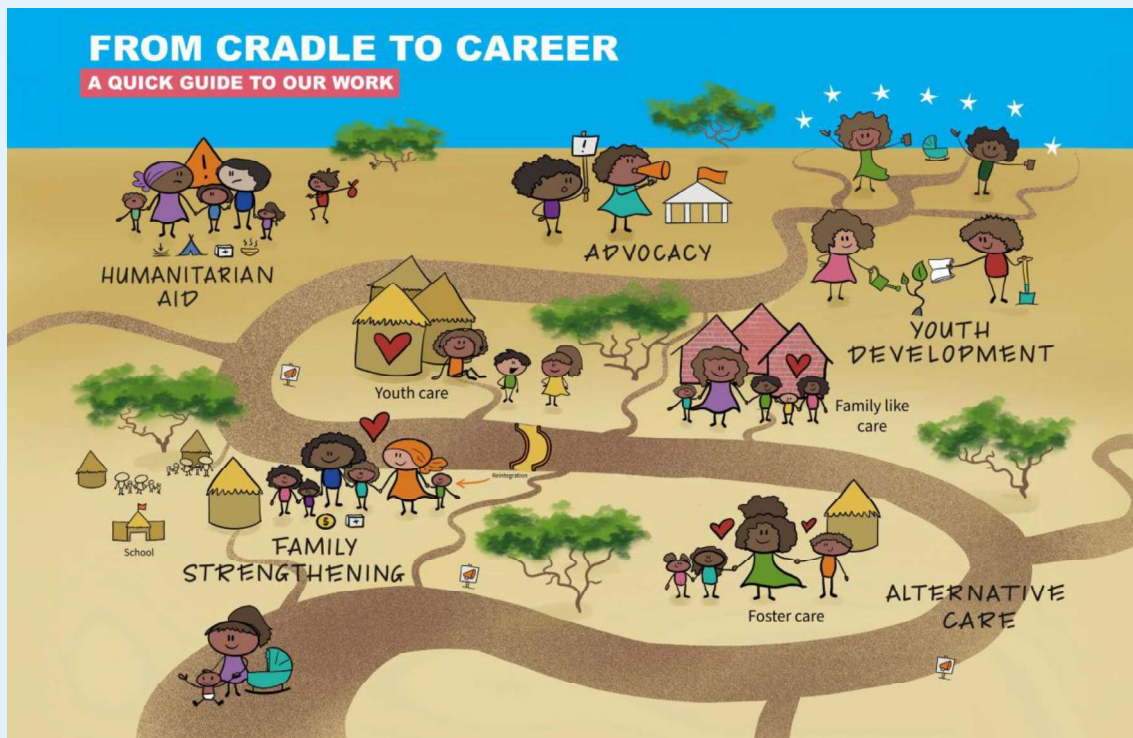 FROM CRADLE TO CAREER
A QUICK GUIDE TO OUR WORK
!
!
HUMANITARIAN
AID
ADVOCACY
YOUTH
DEVELOPMENT
Youth care
Family like
care
Reintegration
School
$
FAMILY
STRENGTHENING
Foster care
ALTERNATIVE
CARE